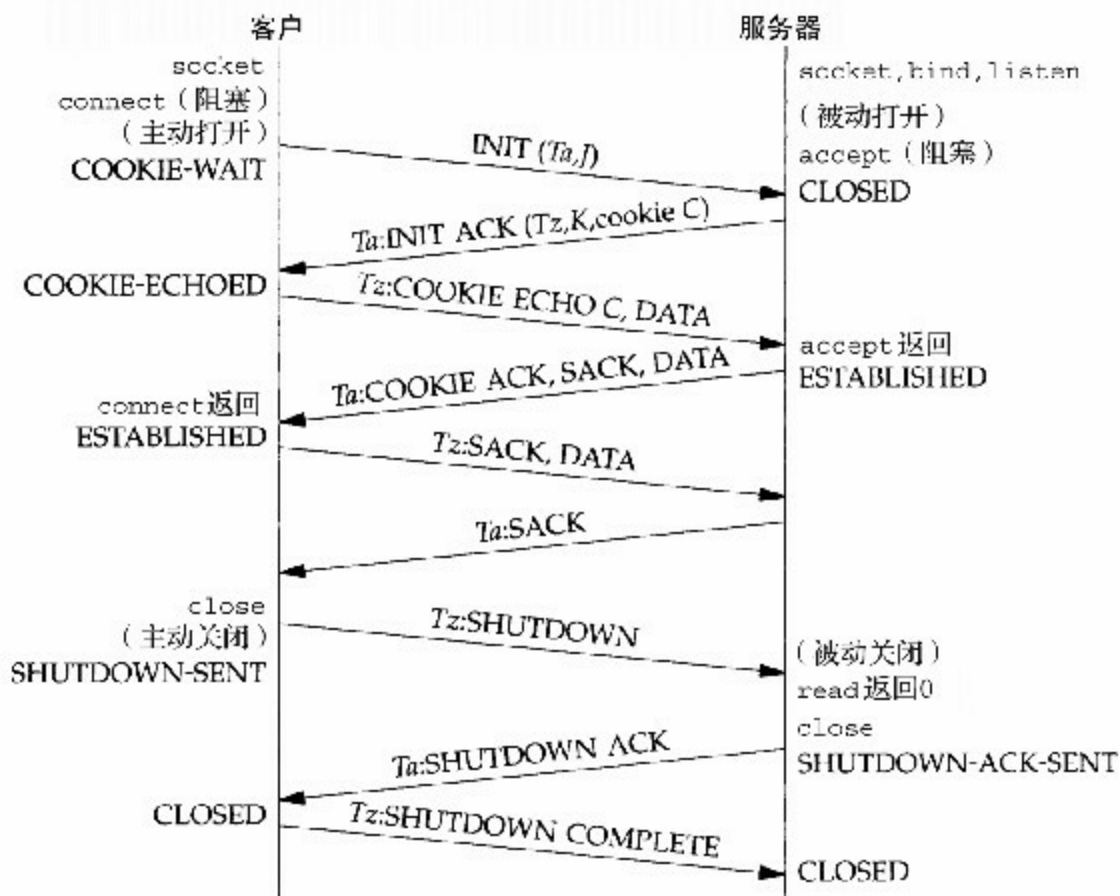 客户
服务器
socket
connect（阻塞）
（主动打开）
COOKIE-WAIT
socket,bind,listen
（被动打开）
accept（阻塞）
CLOSED
INIT (Ta,J)
Ta:INIT ACK (Tz,K,cookie C)
COOKIE-ECHOED
Tz:COOKIE ECHO C, DATA
accept返回
ESTABLISHED
Ta:COOKIE ACK, SACK, DATA
connect返回
ESTABLISHED
Tz:SACK, DATA
Ta:SACK
close
（主动关闭）
SHUTDOWN-SENT
Tz:SHUTDOWN
（被动关闭）
read返回0
close
SHUTDOWN-ACK-SENT
Ta:SHUTDOWN ACK
CLOSED
Tz:SHUTDOWN COMPLETE
CLOSED